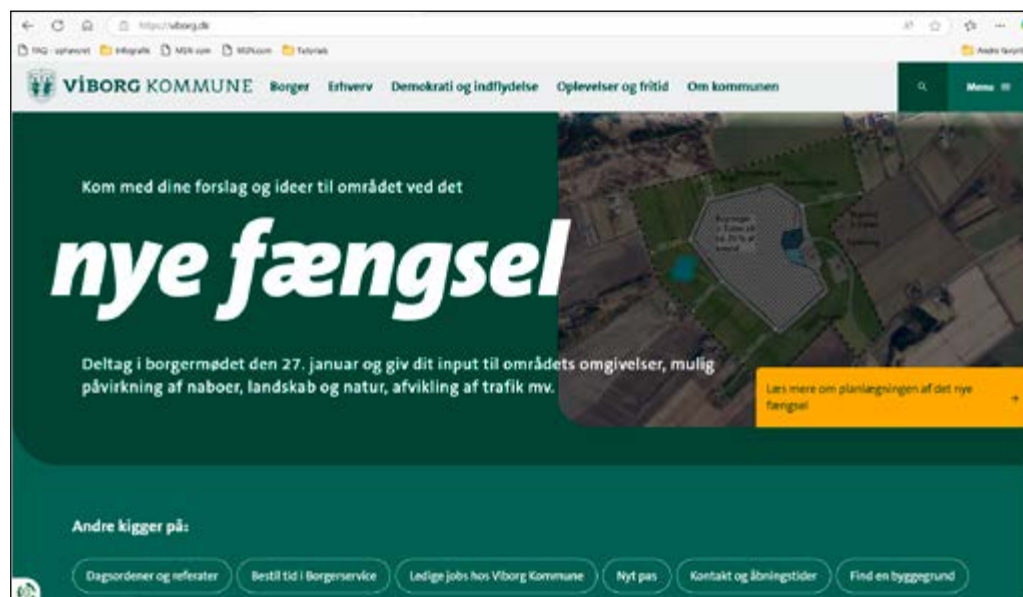 https://viborg.dk
FAQ - ophavsret Infografik MSN.com MSN.com Tutorials
VIBORG KOMMUNE Borger Erhverv Demokrati og indflydelse Oplevelser og fritid Om kommunen Menu
Kom med dine forslag og ideer til området ved det
nye fængsel
Deltag i borgermødet den 27. januar og giv dit input til områdets omgivelser, mulig
påvirkning af naboer, landskab og natur, afvikling af trafik mv.
Læs mere om planlægningen af det nye
fængsel
Andre kigger på:
Dagsordener og referater Bestil tid i Borgerservice Ledige jobs hos Viborg Kommune Nyt pas Kontakt og åbningstider Find en byggegrund